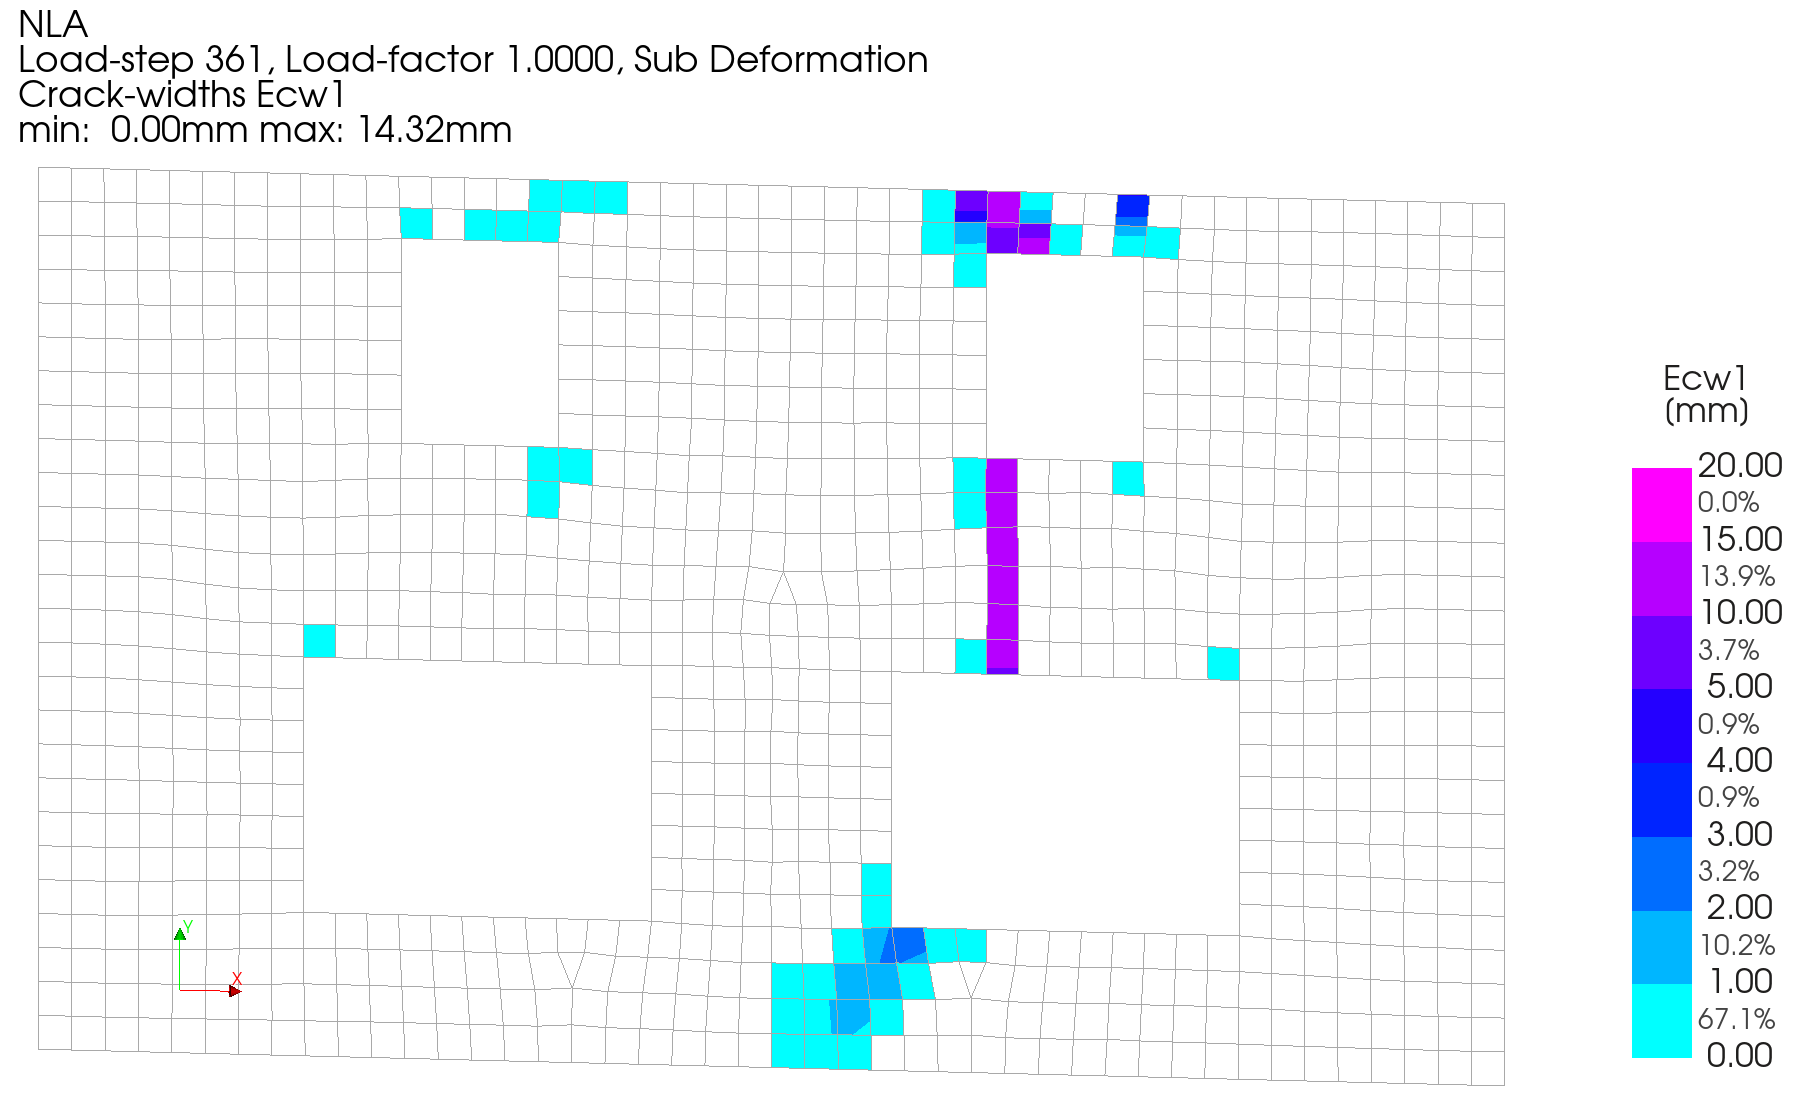 NLA
Load-step 361, Load-factor 1.0000, Sub Deformation
Crack-widths Ecw1
min:  0.00mm max: 14.32mm
Ecw1
(mm)
20.00
0.0%
15.00
13.9%
10.00
3.7%
5.00
0.9%
4.00
0.9%
3.00
3.2%
2.00
10.2%
1.00
67.1%
0.00
Y
X